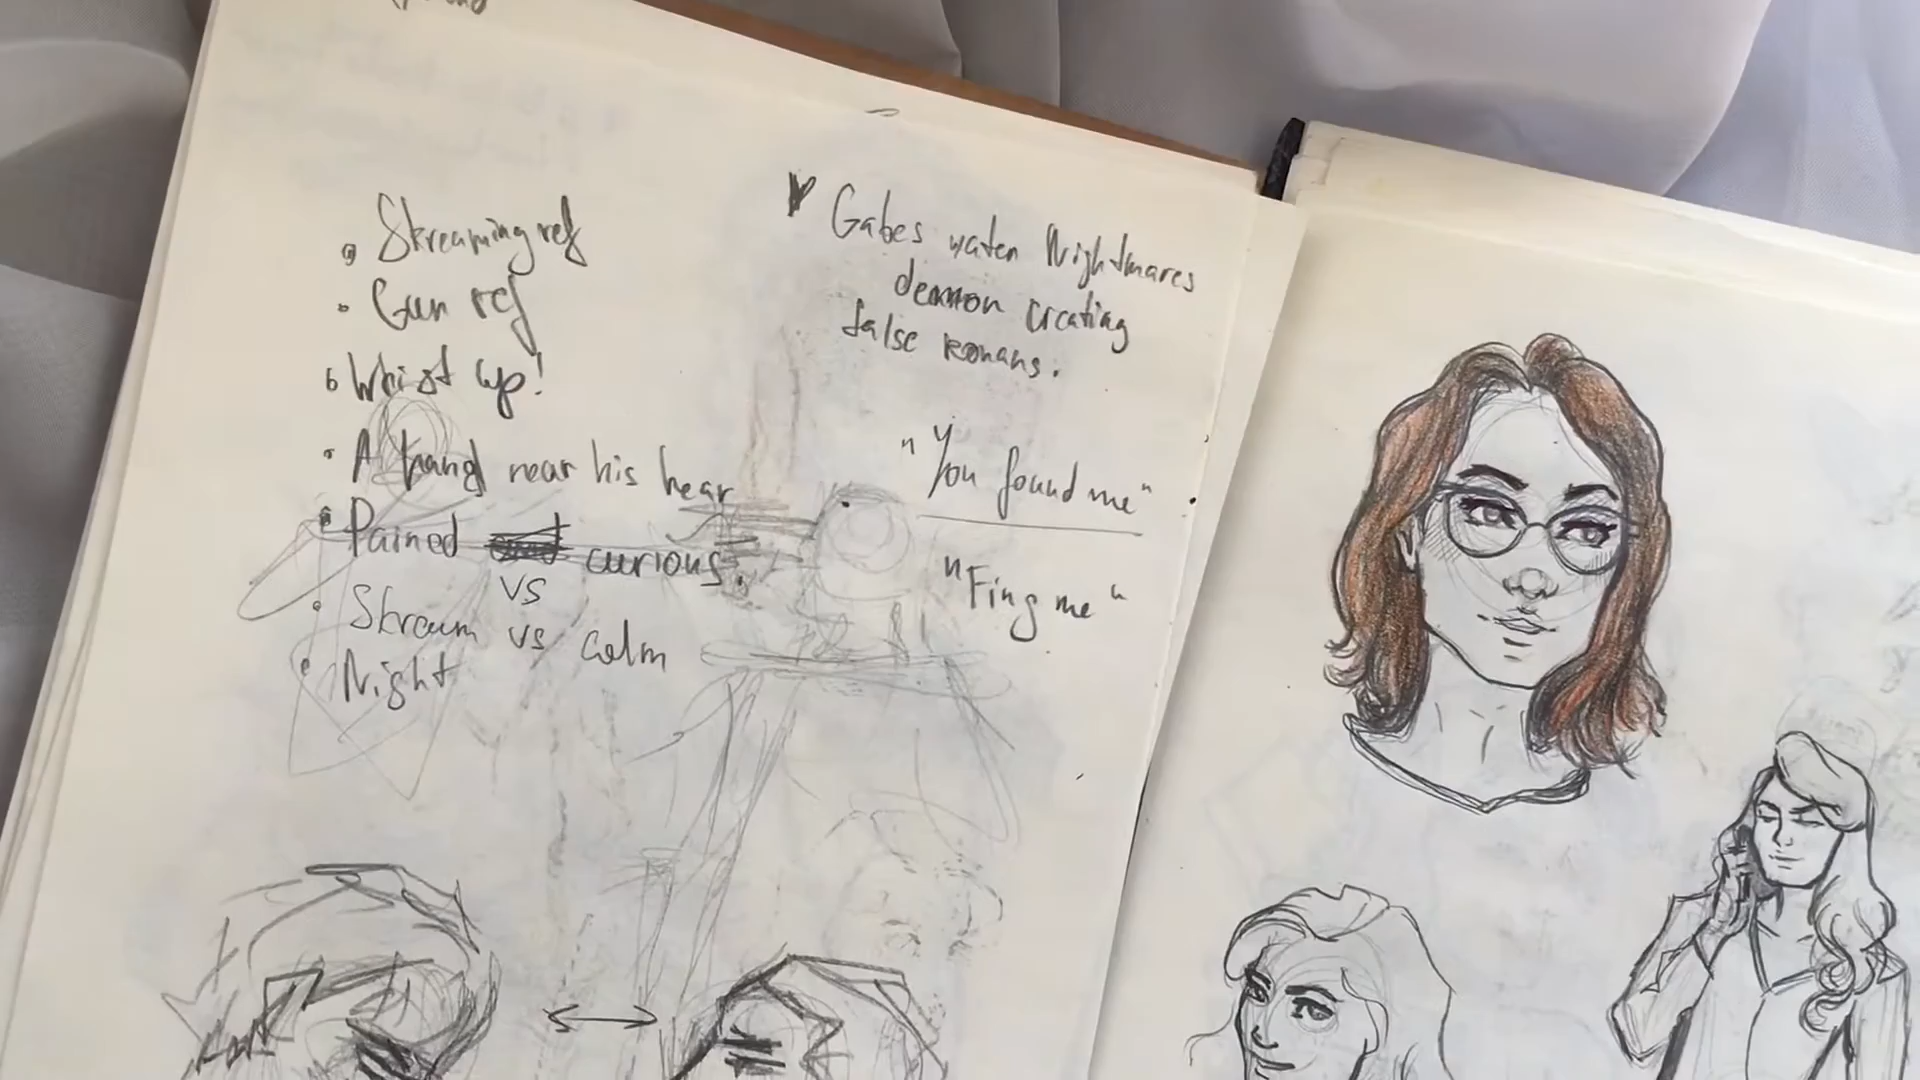 Skreaming ref
Gun ref
Whist up!
A hand near his hear
Pained curious.
vs
Skream vs calm
Night
Gabes water Nightmares
demon creating
false romans.
"You found me"
"Fing me"